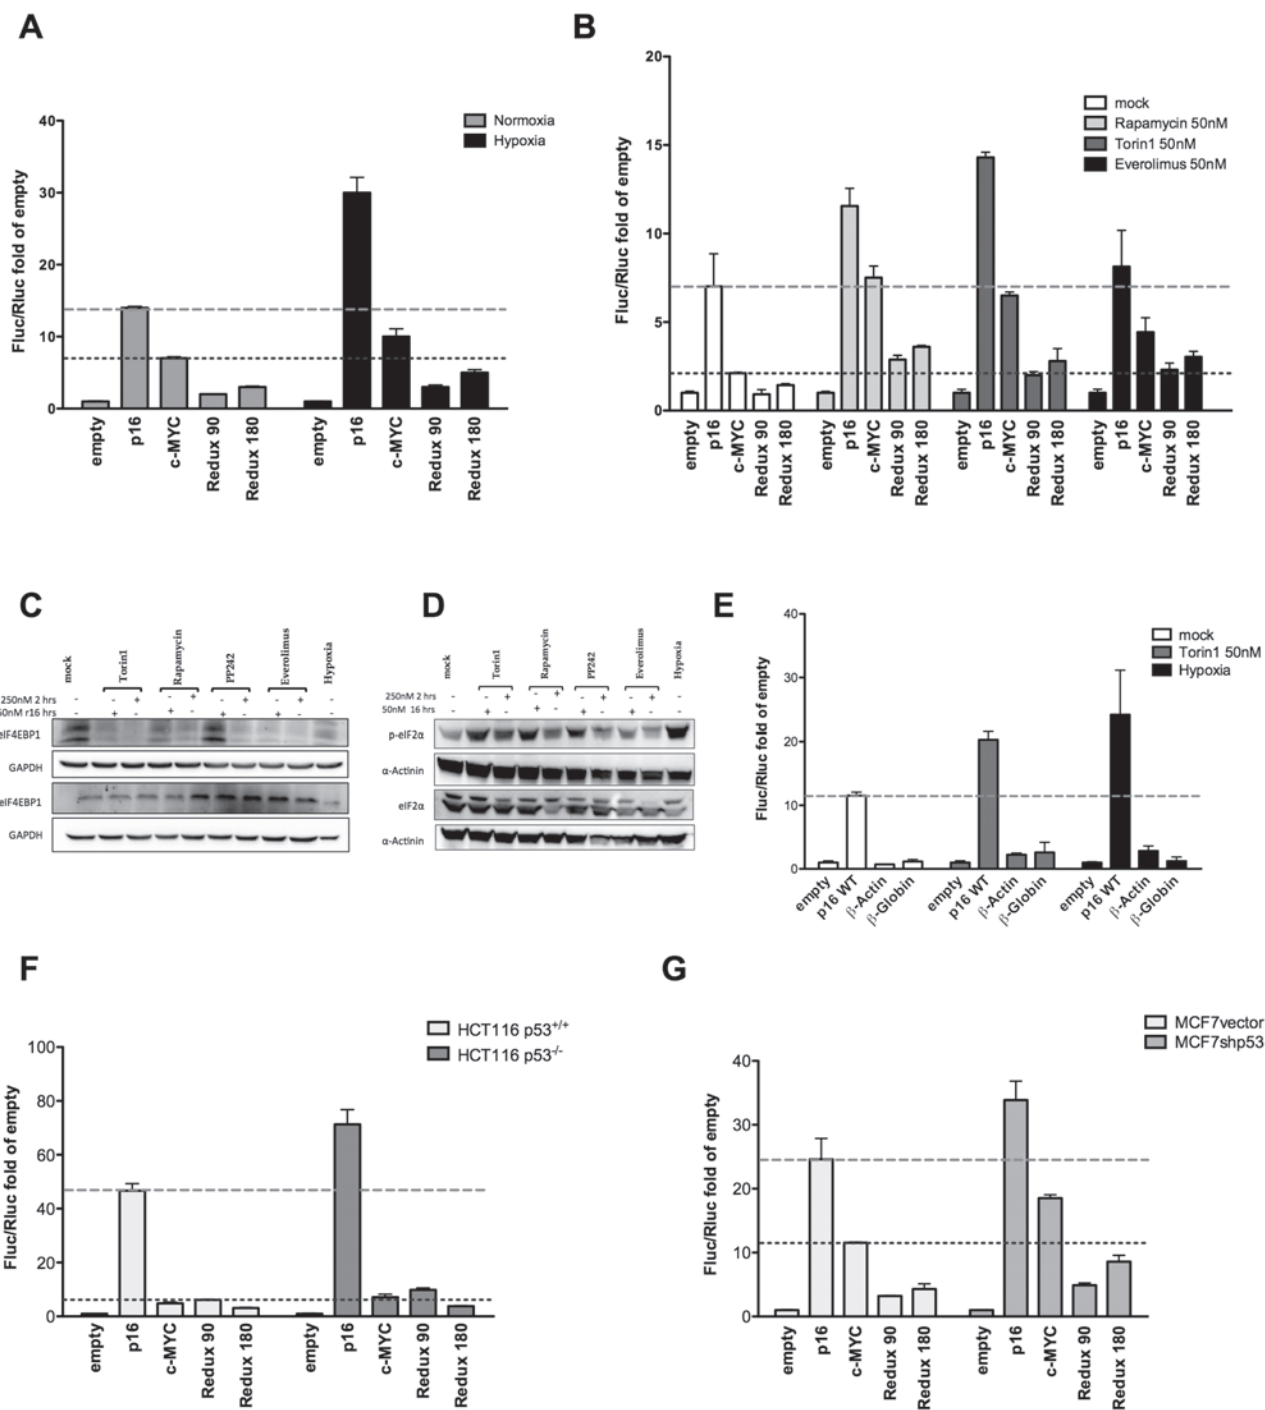 A
Fluc/Rluc fold of empty
40
30
20
10
0
Normoxia
Hypoxia
empty
p16
c-MYC
Redux 90
Redux 180
empty
p16
c-MYC
Redux 90
Redux 180
B
Fluc/Rluc fold of empty
20
15
10
5
0
mock
Rapamycin 50nM
Torin1 50nM
Everolimus 50nM
empty
p16
c-MYC
Redux 90
Redux 180
empty
p16
c-MYC
Redux 90
Redux 180
empty
p16
c-MYC
Redux 90
Redux 180
empty
p16
c-MYC
Redux 90
Redux 180
C
mock
Torin1
Rapamycin
PP242
Everolimus
Hypoxia
250nM 2 hrs - - + - + - + - + -
50nM r16 hrs - + - + - + - + - -
eIF4EBP1
GAPDH
eIF4EBP1
GAPDH
D
mock
Torin1
Rapamycin
PP242
Everolimus
Hypoxia
250nM 2 hrs - - + - + - + - + -
50nM 16 hrs - + - + - + - + - -
p-eIF2α
α-Actinin
eIF2α
α-Actinin
E
Fluc/Rluc fold of empty
40
30
20
10
0
mock
Torin1 50nM
Hypoxia
empty
p16 WT
β-Actin
β-Globin
empty
p16 WT
β-Actin
β-Globin
empty
p16 WT
β-Actin
β-Globin
F
Fluc/Rluc fold of empty
100
80
60
40
20
0
HCT116 p53+/+
HCT116 p53-/-
empty
p16
c-MYC
Redux 90
Redux 180
empty
p16
c-MYC
Redux 90
Redux 180
G
Fluc/Rluc fold of empty
40
30
20
10
0
MCF7vector
MCF7shp53
empty
p16
c-MYC
Redux 90
Redux 180
empty
p16
c-MYC
Redux 90
Redux 180